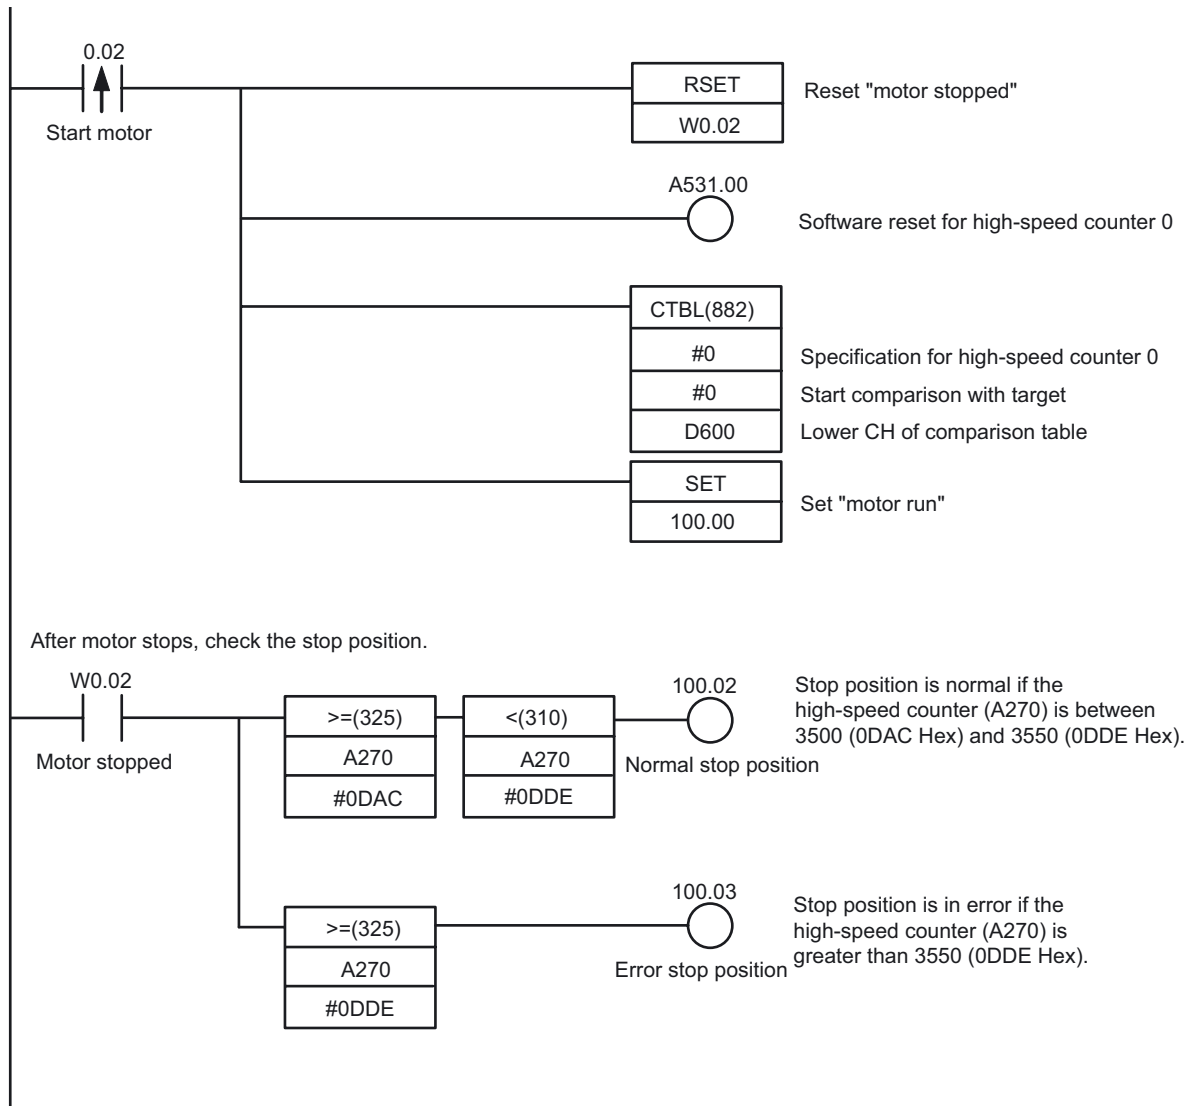 0.02
Start motor
RSET
W0.02
Reset "motor stopped"
A531.00
Software reset for high-speed counter 0
CTBL(882)
#0
Specification for high-speed counter 0
#0
Start comparison with target
D600
Lower CH of comparison table
SET
100.00
Set "motor run"
After motor stops, check the stop position.
W0.02
Motor stopped
>=(325)
A270
#0DAC
<(310)
A270
#0DDE
100.02
Normal stop position
Stop position is normal if the
high-speed counter (A270) is between
3500 (0DAC Hex) and 3550 (0DDE Hex).
>=(325)
A270
#0DDE
100.03
Error stop position
Stop position is in error if the
high-speed counter (A270) is
greater than 3550 (0DDE Hex).